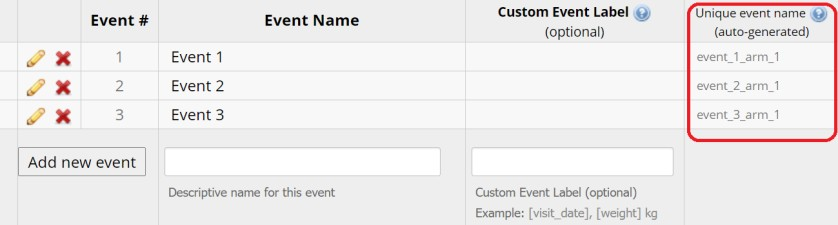 Event # Event Name Custom Event Label (optional) Unique event name (auto-generated)
1 Event 1 event_1_arm_1
2 Event 2 event_2_arm_1
3 Event 3 event_3_arm_1
Add new event
Descriptive name for this event Custom Event Label (optional)
Example: [visit_date], [weight] kg